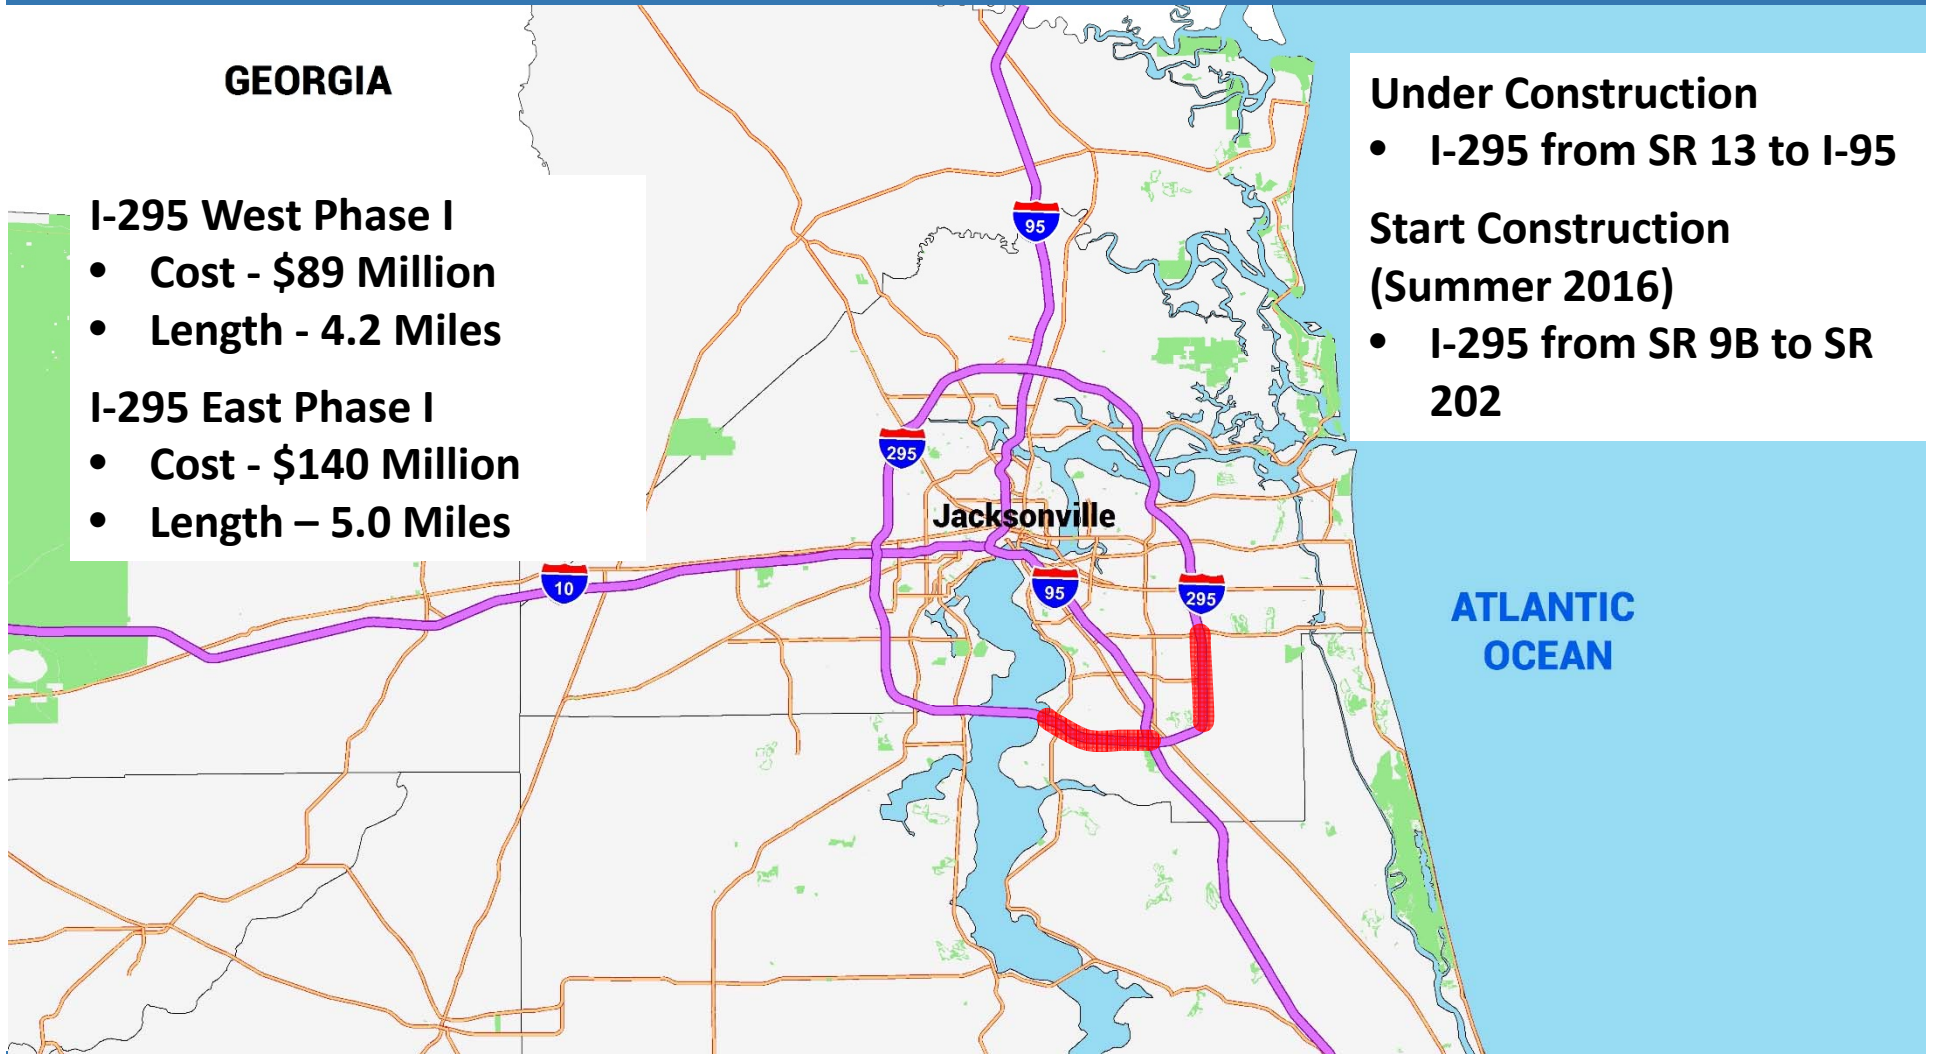 GEORGIA
I-295 West Phase I
• Cost - $89 Million
• Length - 4.2 Miles
I-295 East Phase I
• Cost - $140 Million
• Length – 5.0 Miles
Under Construction
• I-295 from SR 13 to I-95
Start Construction
(Summer 2016)
• I-295 from SR 9B to SR
202
95
295
Jacksonville
10
95
295
ATLANTIC
OCEAN